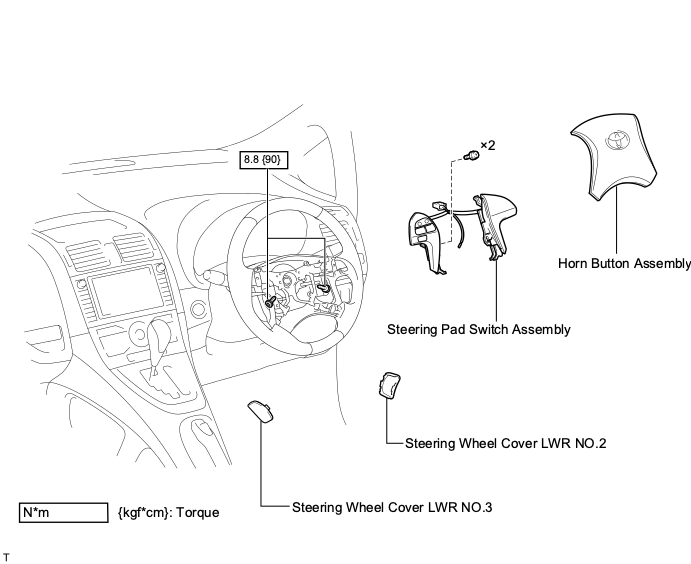 ×2
8.8 {90}
Horn Button Assembly
Steering Pad Switch Assembly
Steering Wheel Cover LWR NO.2
Steering Wheel Cover LWR NO.3
N*m {kgf*cm}: Torque
T